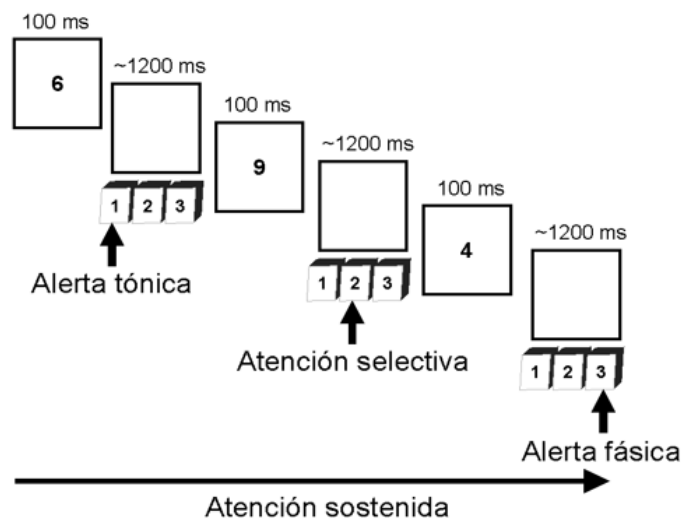 100 ms
6
~1200 ms
1 2 3
Alerta tónica
100 ms
9
~1200 ms
1 2 3
Atención selectiva
100 ms
4
~1200 ms
1 2 3
Alerta fásica
Atención sostenida